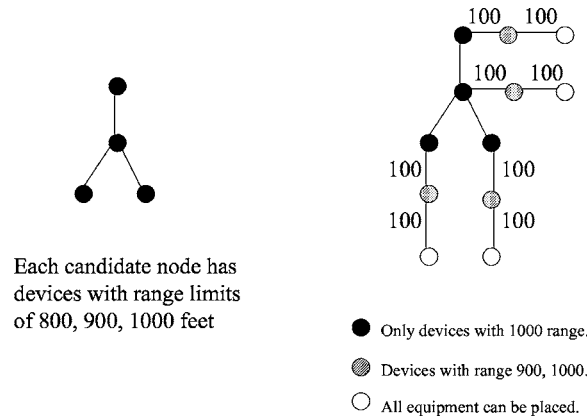 100 100
100 100
100 100
100 100
Each candidate node has
devices with range limits
of 800, 900, 1000 feet
Only devices with 1000 range.
Devices with range 900, 1000.
All equipment can be placed.